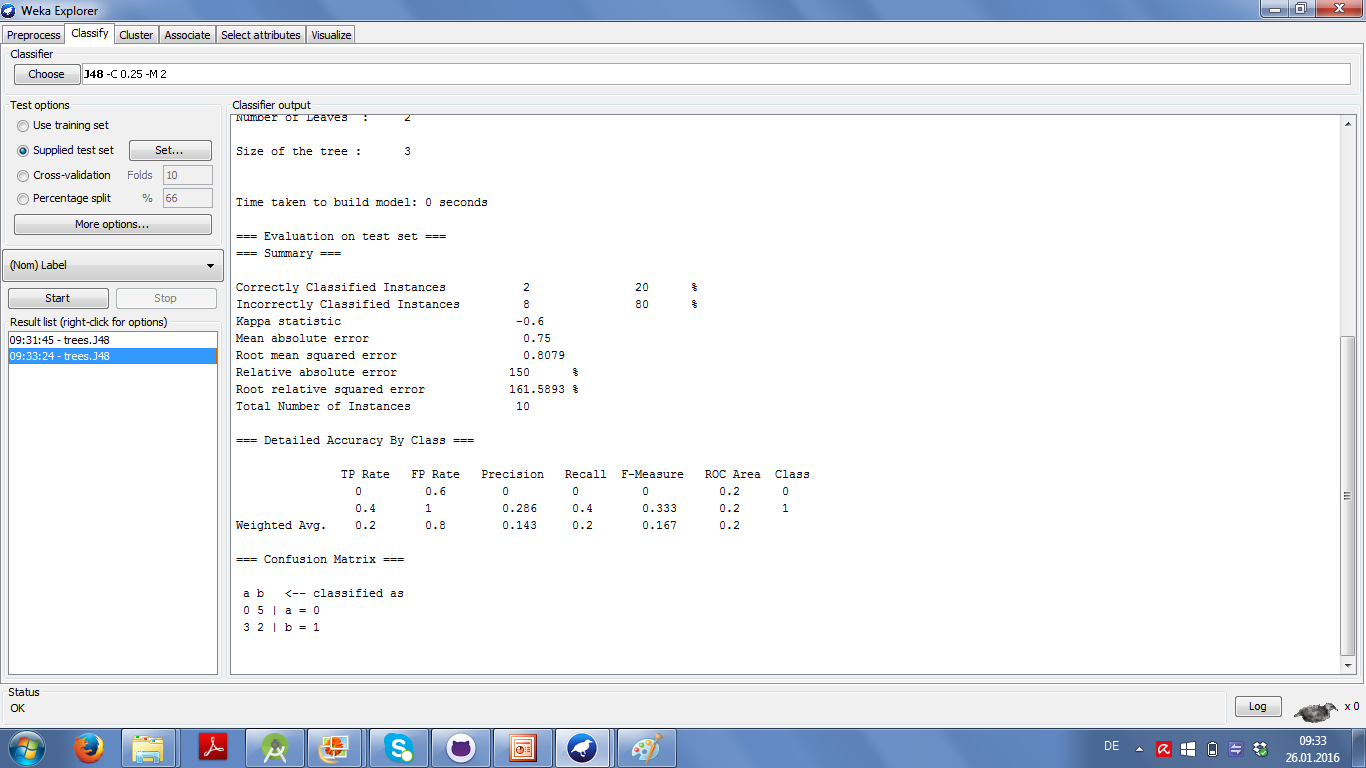 Weka Explorer
Preprocess Classify Cluster Associate Select attributes Visualize
Classifier
Choose J48 -C 0.25 -M 2
Test options
Use training set
Supplied test set Set...
Cross-validation Folds 10
Percentage split % 66
More options...
(Nom) Label
Start Stop
Result list (right-click for options)
09:31:45 - trees.J48
09:33:24 - trees.J48
Classifier output
Number of Leaves : 2
Size of the tree : 3
Time taken to build model: 0 seconds
=== Evaluation on test set ===
=== Summary ===
Correctly Classified Instances 2 20 %
Incorrectly Classified Instances 8 80 %
Kappa statistic -0.6
Mean absolute error 0.75
Root mean squared error 0.8079
Relative absolute error 150 %
Root relative squared error 161.5893 %
Total Number of Instances 10
=== Detailed Accuracy By Class ===
TP Rate FP Rate Precision Recall F-Measure ROC Area Class
0 0.6 0 0 0 0.2 0
0.4 1 0.286 0.4 0.333 0.2 1
Weighted Avg. 0.2 0.8 0.143 0.2 0.167 0.2
=== Confusion Matrix ===
a b <-- classified as
0 5 | a = 0
3 2 | b = 1
Status
OK
Log x 0
DE
09:33
26.01.2016